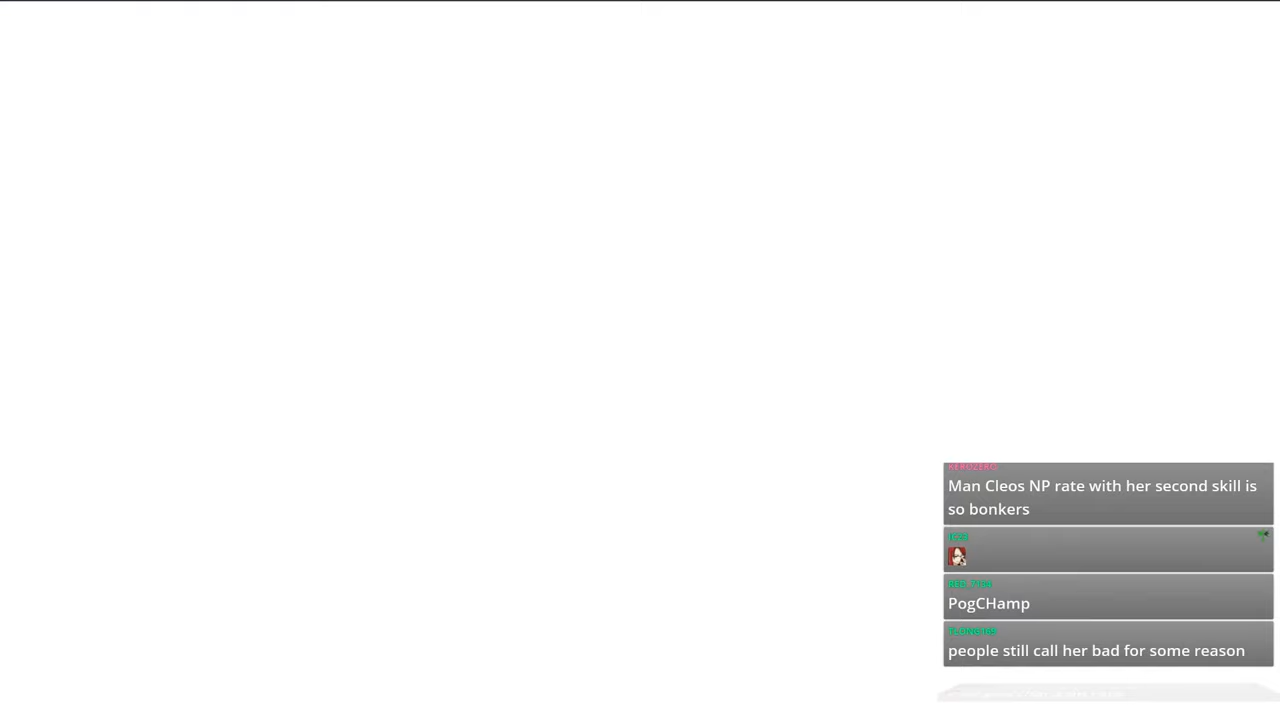 KEROZERO
Man Cleos NP rate with her second skill is
so bonkers
PogCHamp
people still call her bad for some reason